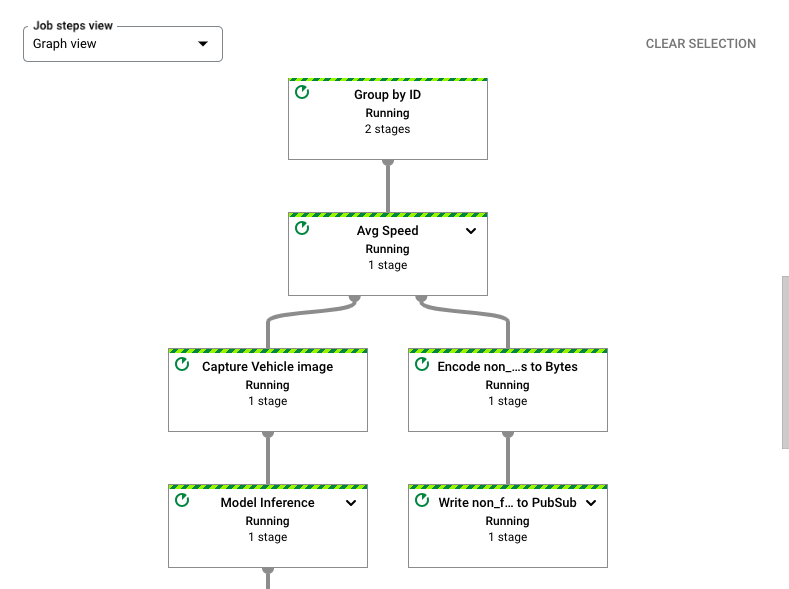 Job steps view
Graph view
CLEAR SELECTION
Group by ID
Running
2 stages
Avg Speed
Running
1 stage
Capture Vehicle image
Running
1 stage
Encode non_...s to Bytes
Running
1 stage
Model Inference
Running
1 stage
Write non_f... to PubSub
Running
1 stage